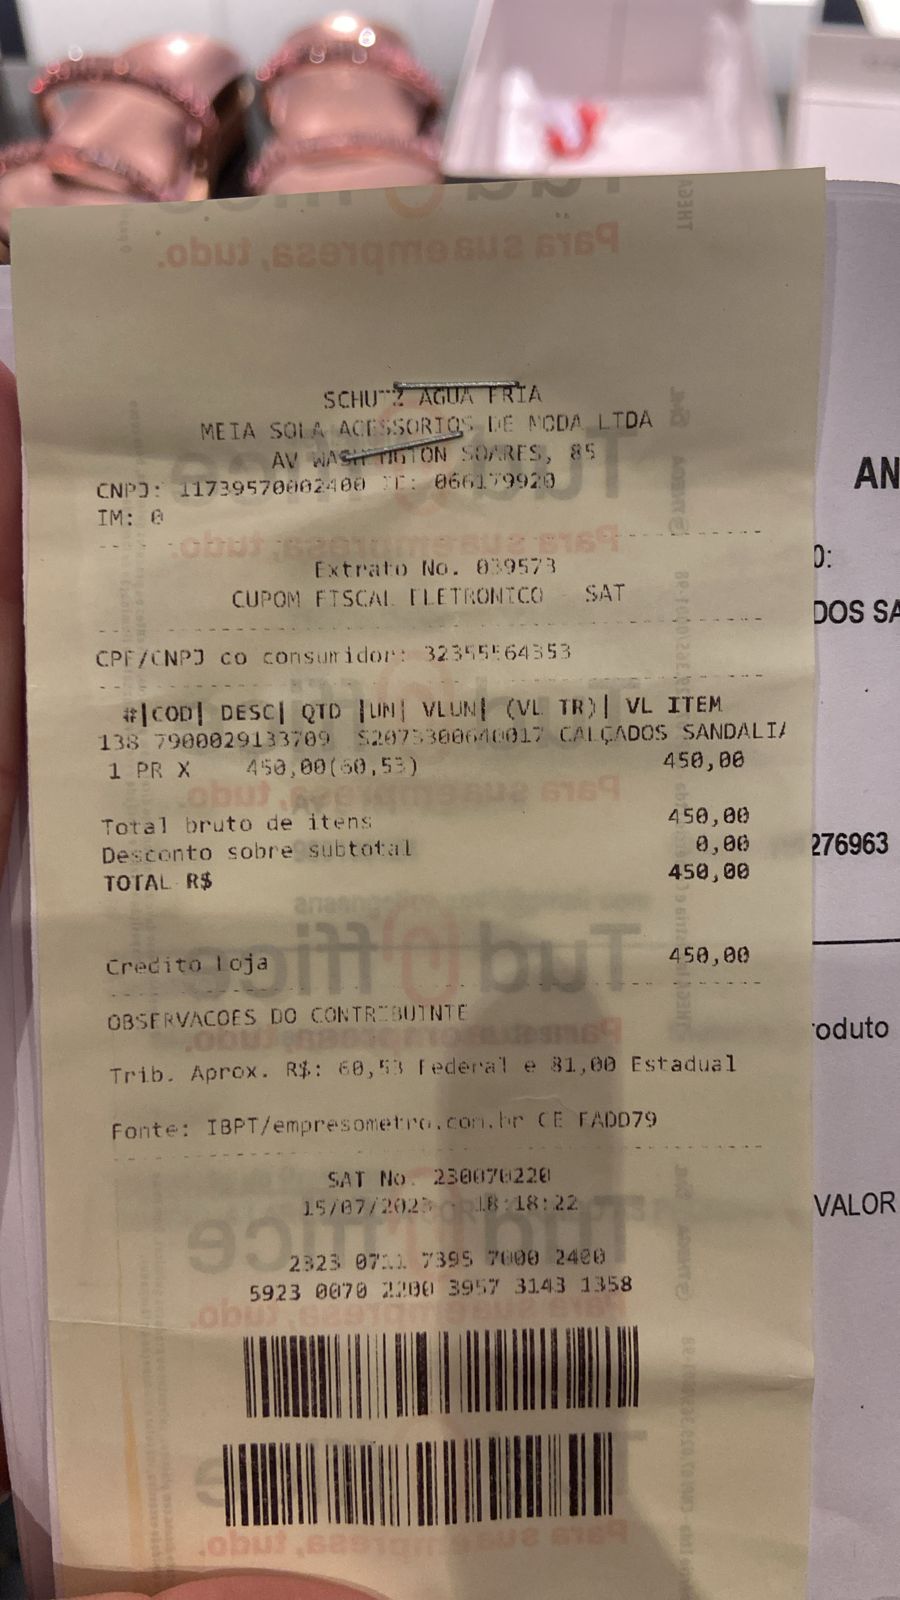 SCHUTZ AGUA FRIA
MEIA SOLA ACESSORIOS DE MODA LTDA
AV WASHINGTON SOARES, 85
CNPJ: 11739570002400 IE: 066179920
IM: 0
Extrato No. 039573
CUPOM FISCAL ELETRONICO - SAT
CPF/CNPJ do consumidor: 32355564353
#|COD| DESC| QTD |UN| VLUN| (VL TR)| VL ITEM
138 7900029133709 S2073300640017 CALÇADOS SANDALIA
1 PR X 450,00(60,53) 450,00
Total bruto de itens 450,00
Desconto sobre subtotal 0,00
TOTAL R$ 450,00
Credito Loja 450,00
OBSERVACOES DO CONTRIBUINTE
Trib. Aprox. R$: 60,53 Federal e 81,00 Estadual
Fonte: IBPT/empresometro.com.br CE FADD79
SAT No. 230070220
15/07/2023 - 18:18:22
2323 0711 7395 7000 2400
5923 0070 2200 3957 3143 1358
AN
0:
DOS SA
276963
roduto
VALOR
Tud@ffice
Para sua empresa, tudo.